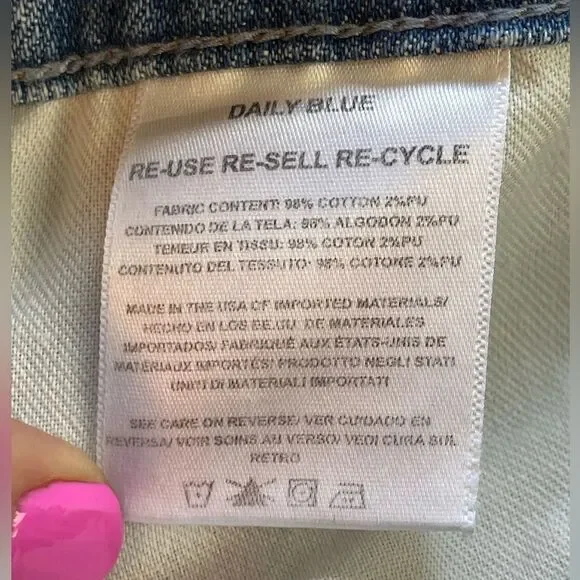 DAILY BLUE
RE-USE RE-SELL RE-CYCLE
FABRIC CONTENT: 98% COTTON 2%PU
CONTENIDO DE LA TELA: 98% ALGODON 2%PU
TENEUR EN TISSU: 98% COTON 2%PU
CONTENUTO DEL TESSUTO: 98% COTONE 2%PU
MADE IN THE USA OF IMPORTED MATERIALS/
HECHO EN LOS EE.UU. DE MATERIALES
IMPORTADOS/ FABRIQUÉ AUX ÉTATS-UNIS DE
MATERIAUX IMPORTÉS/ PRODOTTO NEGLI STATI
UNITI DI MATERIALI IMPORTATI
SEE CARE ON REVERSE/ VER CUIDADO EN
REVERSA/ VOIR SOINS AU VERSO/ VEDI CURA SUL
RETRO